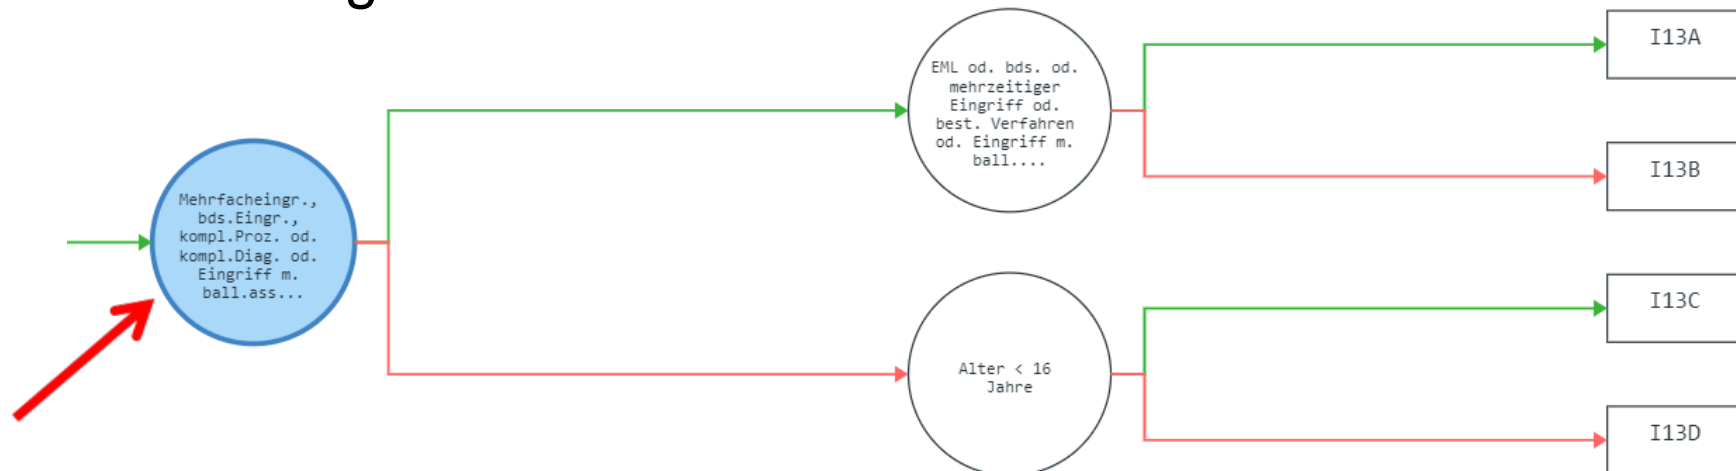 Mehrfacheingr.,
bds.Eingr.,
kompl.Proz. od.
kompl.Diag. od.
Eingriff m.
ball.ass...
EML od. bds. od.
mehrzeitiger
Eingriff od.
best. Verfahren
od. Eingriff m.
ball....
Alter < 16
Jahre
I13A
I13B
I13C
I13D